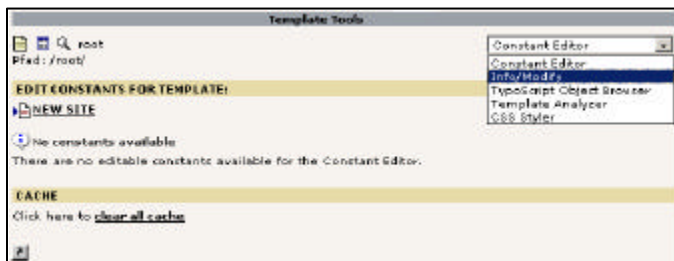 Template Tools
root
Pfad: /root/
Constant Editor
Constant Editor
Info/Modify
TypoScript Object Browser
Template Analyzer
CSS Styler
EDIT CONSTANTS FOR TEMPLATE:
NEW SITE
No constants available
There are no editable constants available for the Constant Editor.
CACHE
Click here to clear all cache